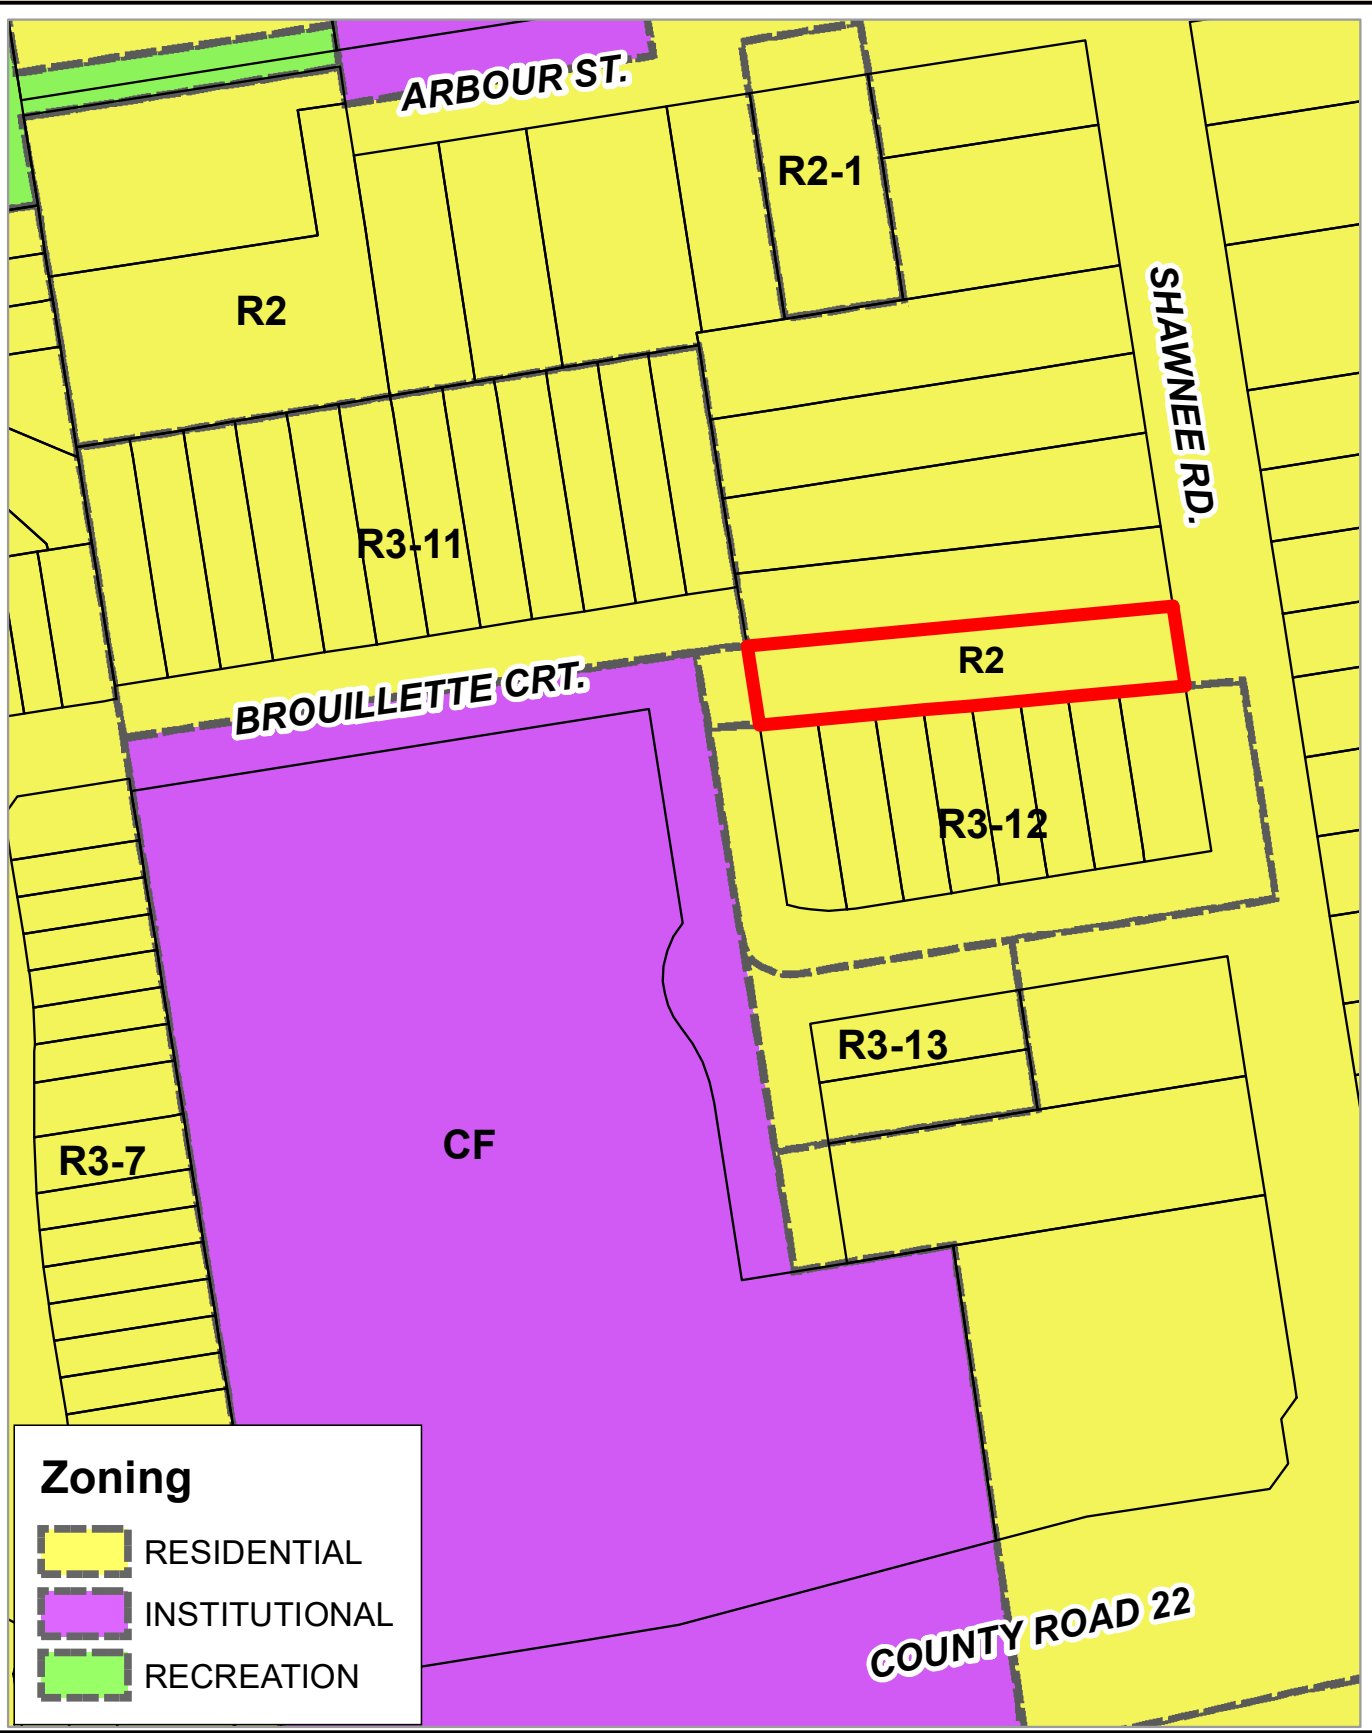 ARBOUR ST.
R2-1
R2
SHAWNEE RD.
R3-11
R2
BROUILLETTE CRT.
R3-12
R3-13
CF
R3-7
Zoning
RESIDENTIAL
INSTITUTIONAL
RECREATION
COUNTY ROAD 22